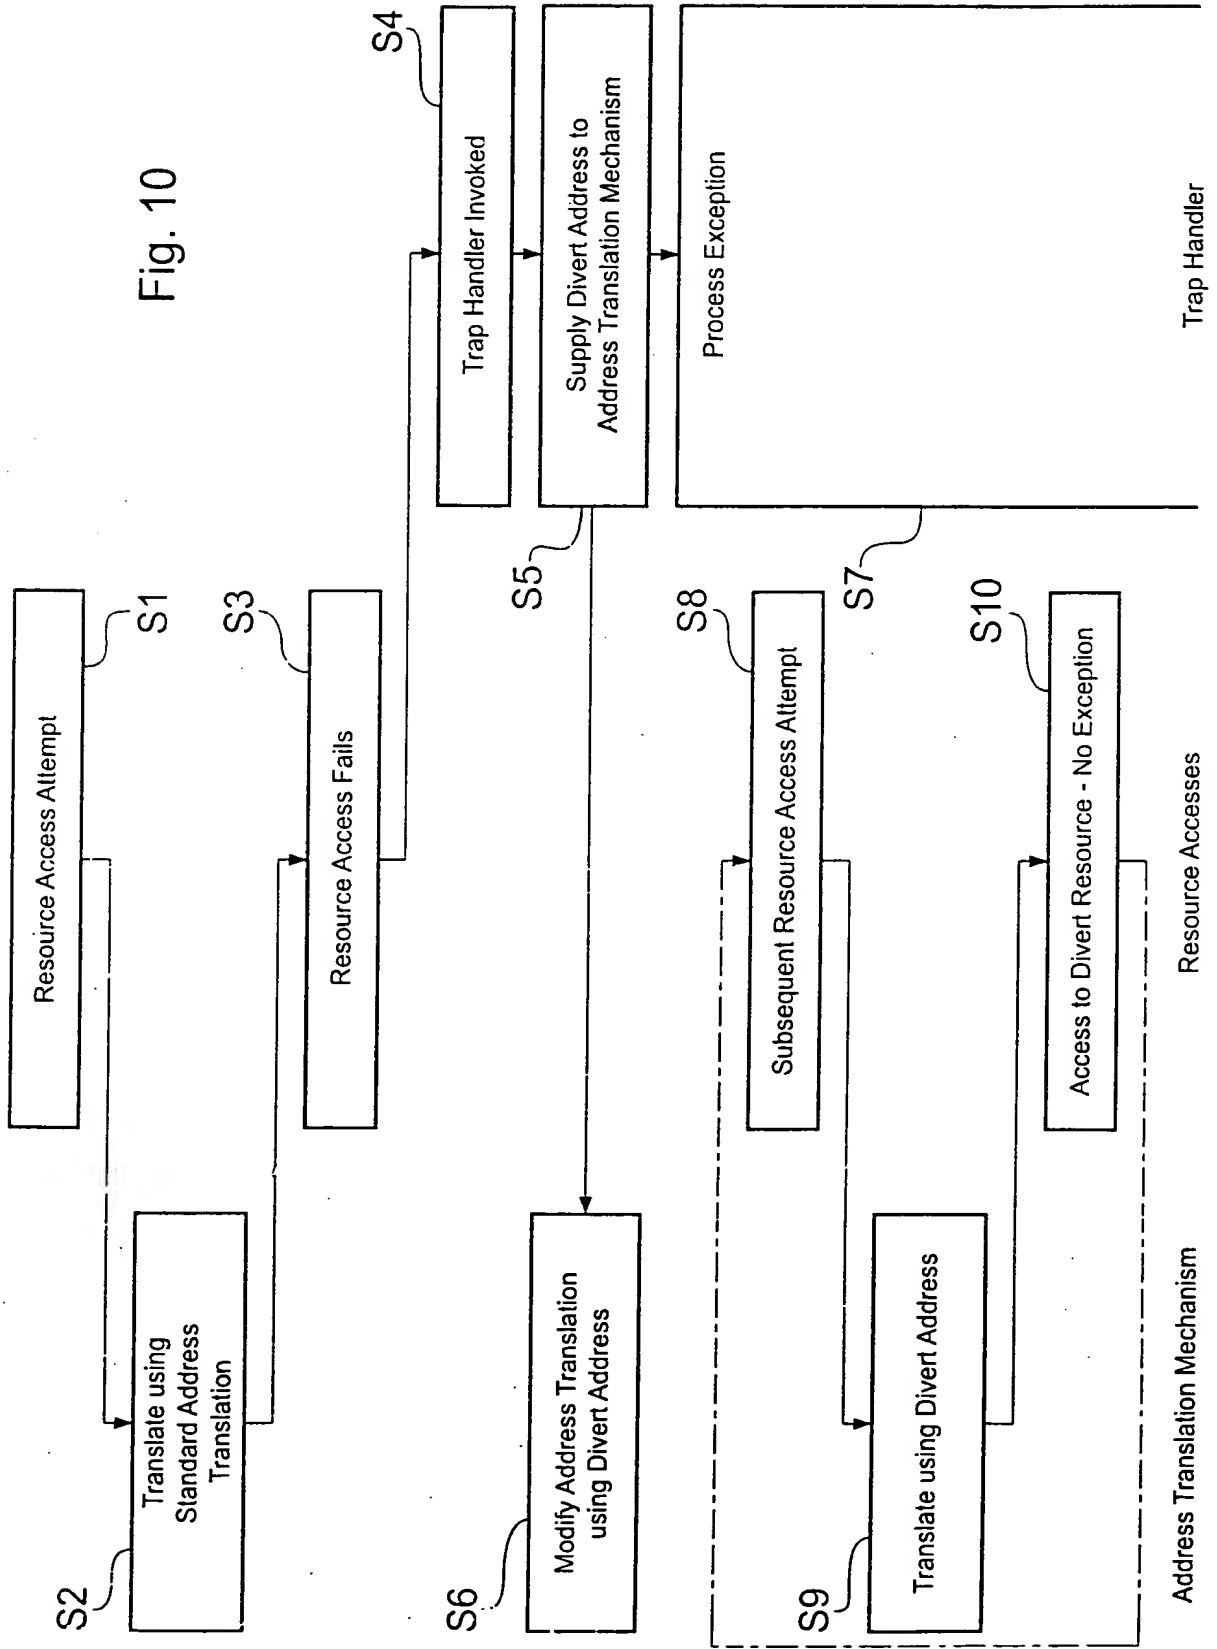 Fig. 10
Resource Access Attempt
S1
Translate using
Standard Address
Translation
S2
Resource Access Fails
S3
Trap Handler Invoked
S4
Supply Divert Address to
Address Translation Mechanism
S5
Modify Address Translation
using Divert Address
S6
Process Exception
S7
Subsequent Resource Access Attempt
S8
Translate using Divert Address
S9
Access to Divert Resource - No Exception
S10
Address Translation Mechanism
Resource Accesses
Trap Handler